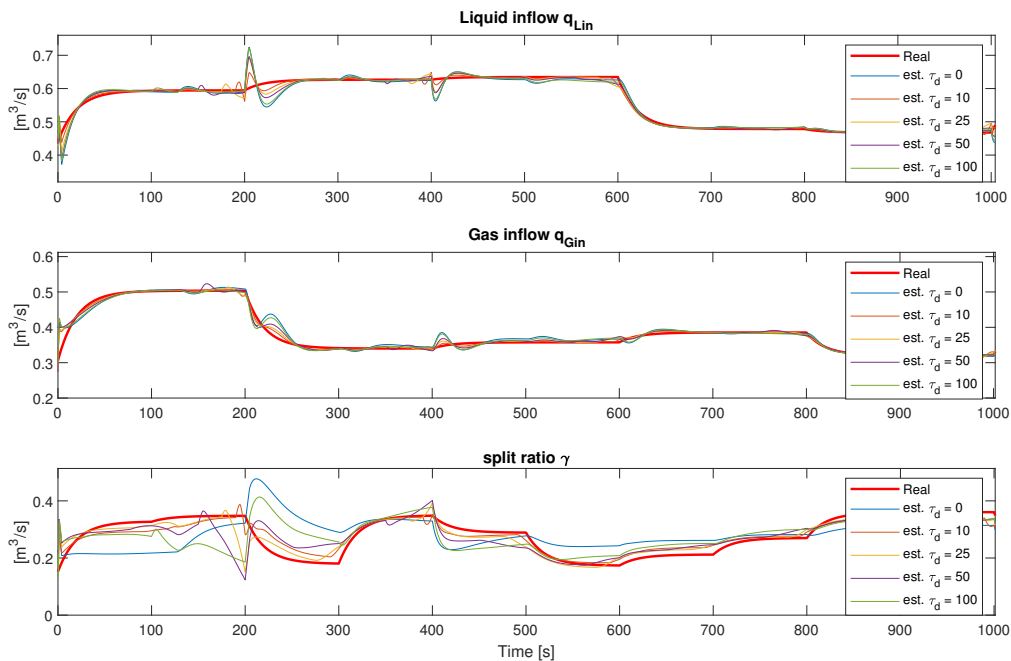 Liquid inflow q_Lin
[m³/s]
0.7
0.6
0.5
0.4
0 100 200 300 400 500 600 700 800 900 1000
Real
est. τ_d = 0
est. τ_d = 10
est. τ_d = 25
est. τ_d = 50
est. τ_d = 100
Gas inflow q_Gin
[m³/s]
0.6
0.5
0.4
0.3
0.2
0 100 200 300 400 500 600 700 800 900 1000
Real
est. τ_d = 0
est. τ_d = 10
est. τ_d = 25
est. τ_d = 50
est. τ_d = 100
split ratio γ
[m³/s]
0.4
0.2
0
0 100 200 300 400 500 600 700 800 900 1000
Real
est. τ_d = 0
est. τ_d = 10
est. τ_d = 25
est. τ_d = 50
est. τ_d = 100
Time [s]